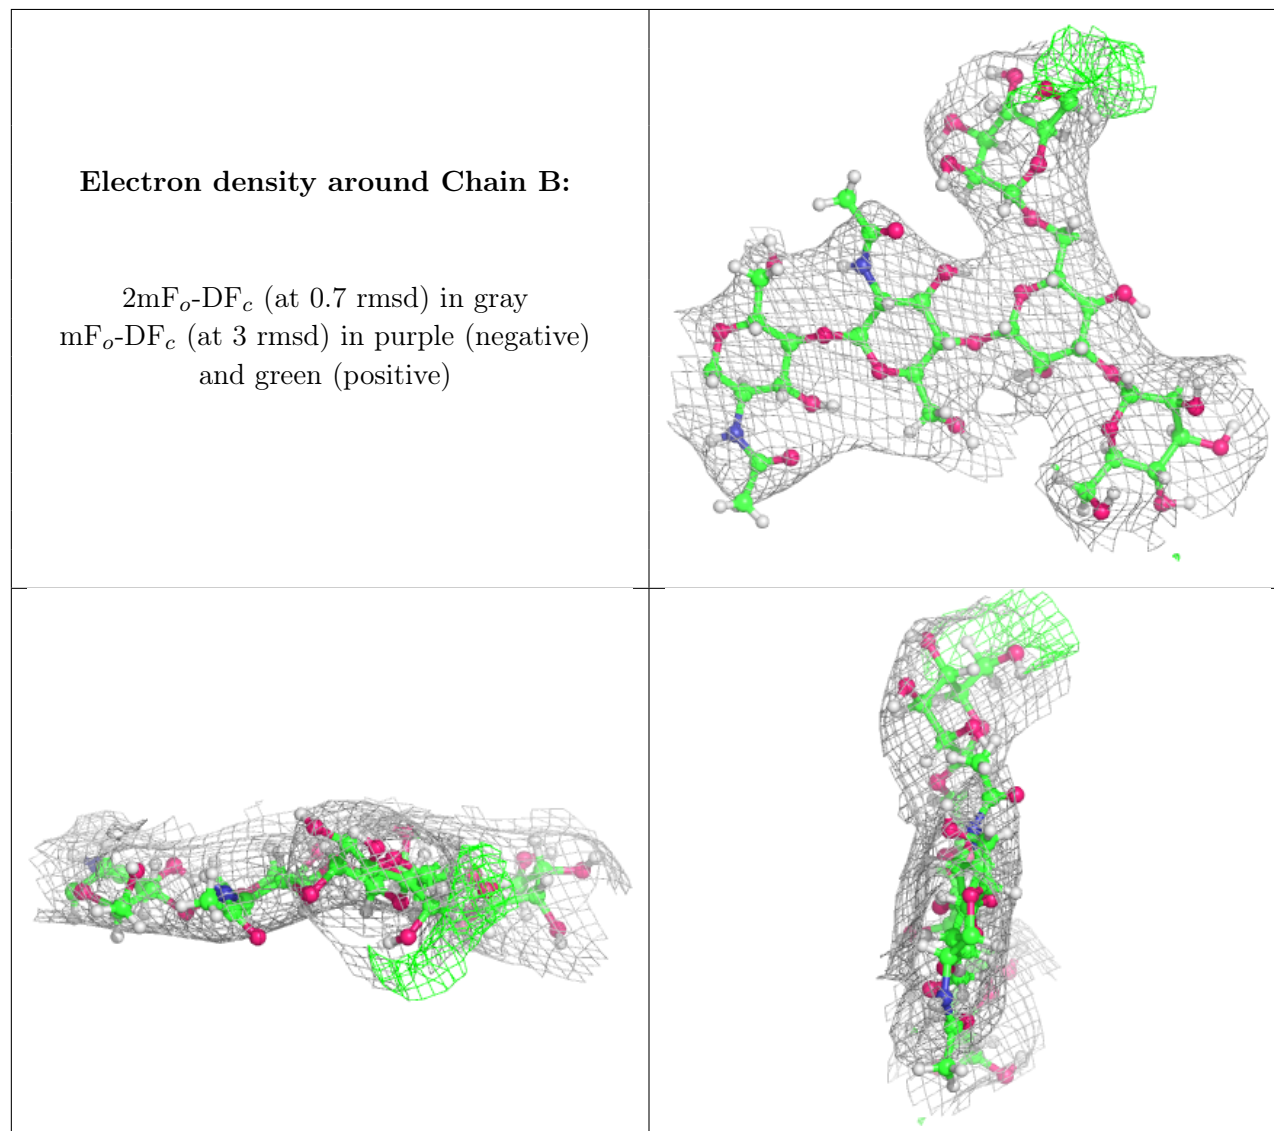 Electron density around Chain B:
2mFₒ-DF𝒸 (at 0.7 rmsd) in gray
mFₒ-DF𝒸 (at 3 rmsd) in purple (negative)
and green (positive)